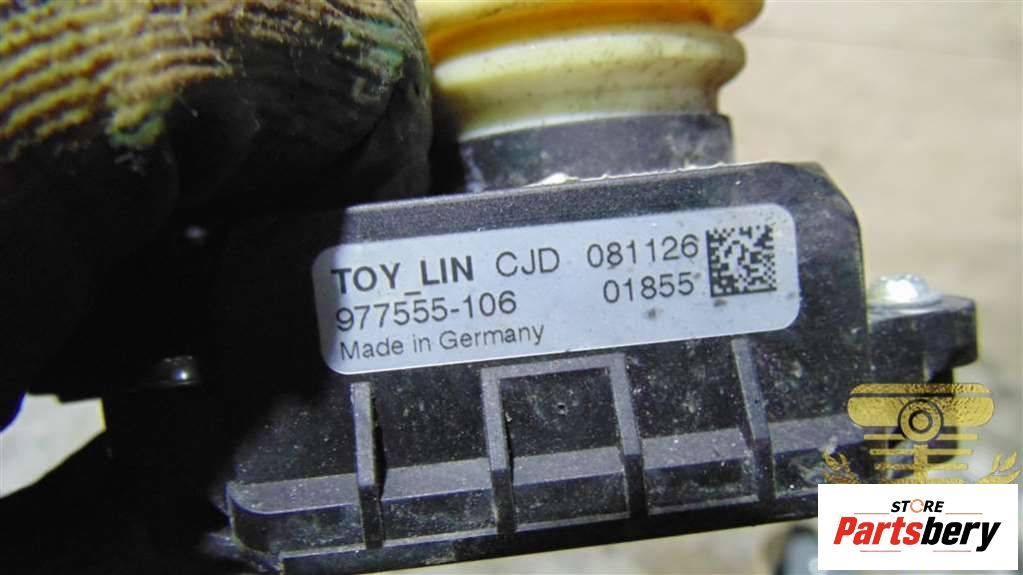 TOY_LIN CJD 081126
977555-106 01855
Made in Germany
STORE
Partsbery